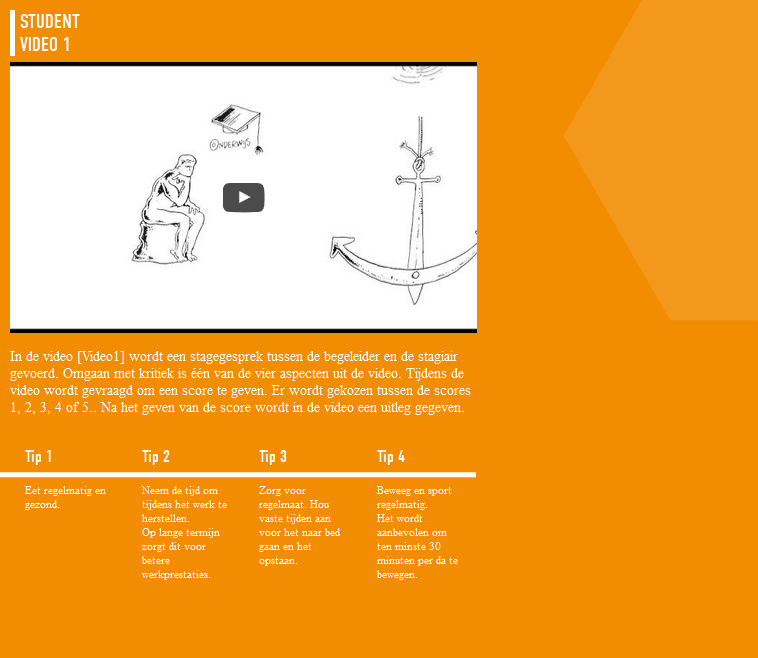 STUDENT
VIDEO 1
@NDERWIJS
In de video [Video1] wordt een stagegesprek tussen de begeleider en de stagiair
gevoerd. Omgaan met kritiek is één van de vier aspecten uit de video. Tijdens de
video wordt gevraagd om een score te geven. Er wordt gekozen tussen de scores
1, 2, 3, 4 of 5.. Na het geven van de score wordt in de video een uitleg gegeven.
Tip 1
Eet regelmatig en
gezond.
Tip 2
Neem de tijd om
tijdens het werk te
herstellen.
Op lange termijn
zorgt dit voor
betere
werkprestaties.
Tip 3
Zorg voor
regelmaat. Hou
vaste tijden aan
voor het naar bed
gaan en het
opstaan.
Tip 4
Beweeg en sport
regelmatig.
Het wordt
aanbevolen om
ten minste 30
minuten per da te
bewegen.